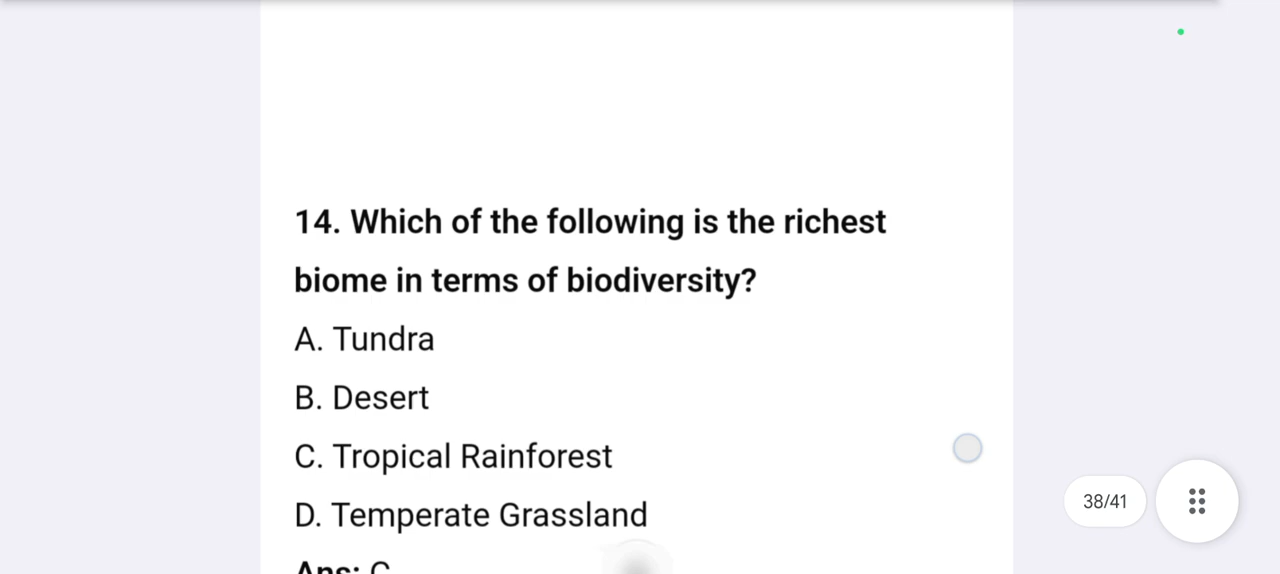 14. Which of the following is the richest
biome in terms of biodiversity?
A. Tundra
B. Desert
C. Tropical Rainforest
D. Temperate Grassland
Ans: C
38/41